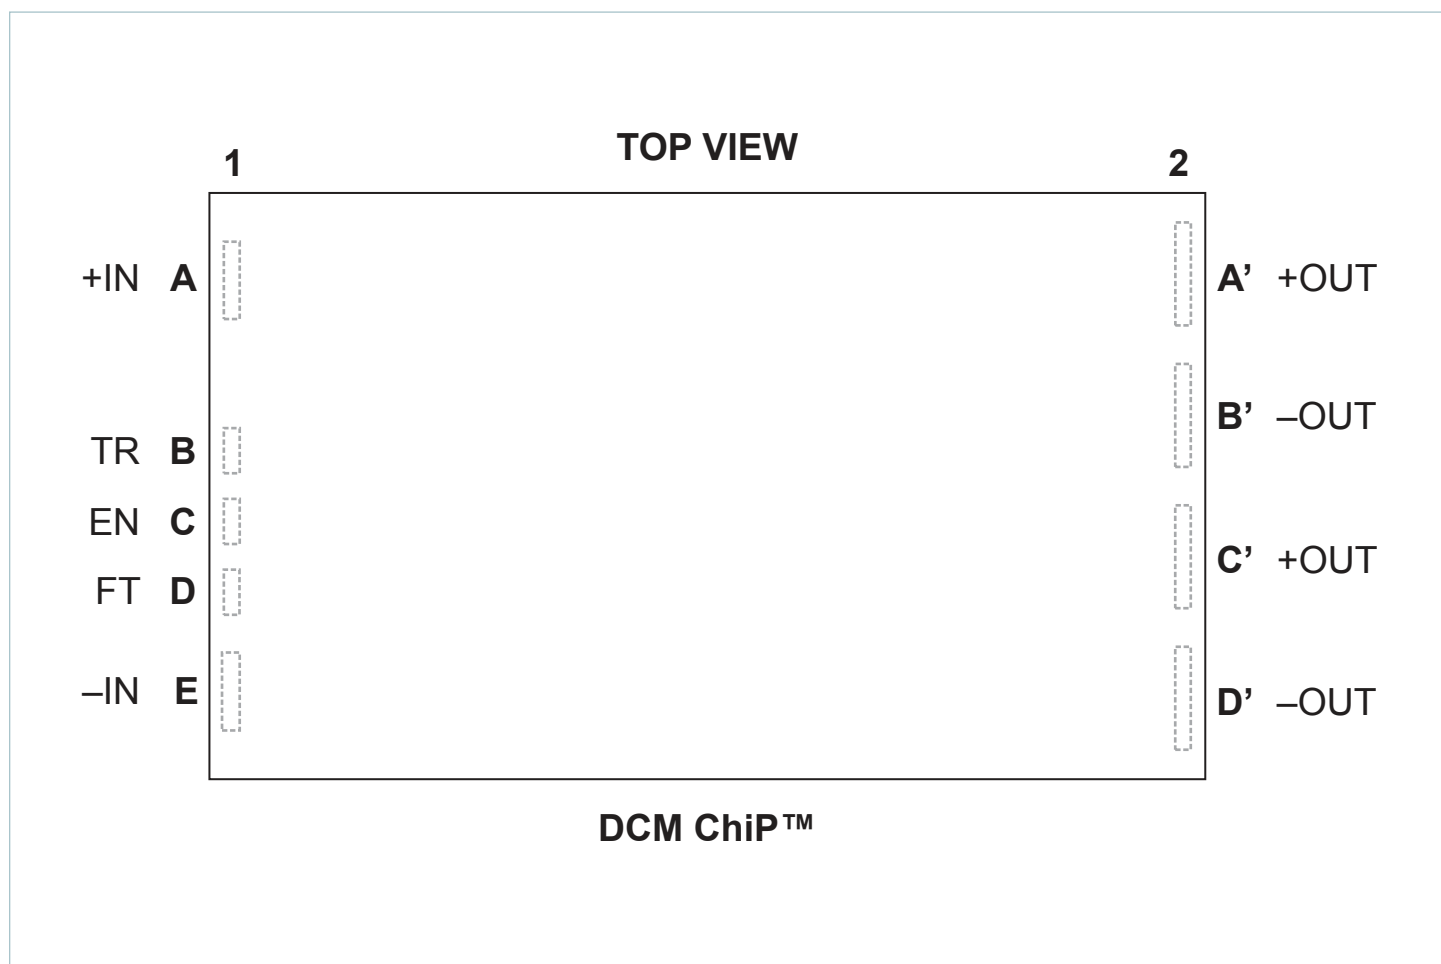 TOP VIEW
1 2
+IN A A’ +OUT
B’ –OUT
TR B
EN C
C’ +OUT
FT D
–IN E
D’ –OUT
DCM ChiP™